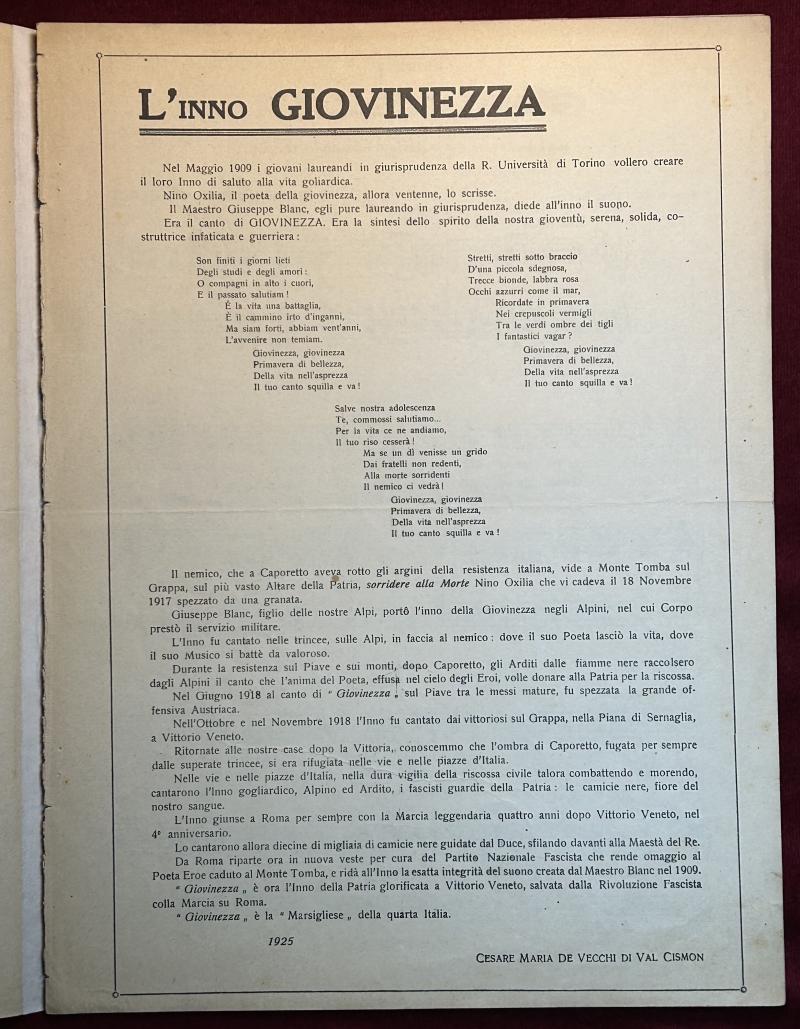 L'INNO GIOVINEZZA
Nel Maggio 1909 i giovani laureandi in giurisprudenza della R. Università di Torino vollero creare
il loro Inno di saluto alla vita goliardica.
Nino Oxilia, il poeta della giovinezza, allora ventenne, lo scrisse.
Il Maestro Giuseppe Blanc, egli pure laureando in giurisprudenza, diede all'inno il suono.
Era il canto di GIOVINEZZA. Era la sintesi dello spirito della nostra gioventù, serena, solida, co-
struttrice infaticata e guerriera :
Son finiti i giorni lieti
Degli studi e degli amori :
O compagni in alto i cuori,
E il passato salutiam !
É la vita una battaglia,
È il cammino irto d'inganni,
Ma siam forti, abbiam vent'anni,
L'avvenire non temiam.
Giovinezza, giovinezza
Primavera di bellezza,
Della vita nell'asprezza
Il tuo canto squilla e va !
Stretti, stretti sotto braccio
D'una piccola sdegnosa,
Trecce bionde, labbra rosa
Occhi azzurri come il mar,
Ricordate in primavera
Nei crepuscoli vermigli
Tra le verdi ombre dei tigli
I fantastici vagar ?
Giovinezza, giovinezza
Primavera di bellezza,
Della vita nell'asprezza
Il tuo canto squilla e va !
Salve nostra adolescenza
Te, commossi salutiamo...
Per la vita ce ne andiamo,
Il tuo riso cesserà !
Ma se un dì venisse un grido
Dai fratelli non redenti,
Alla morte sorridenti
Il nemico ci vedrà !
Giovinezza, giovinezza
Primavera di bellezza,
Della vita nell'asprezza
Il tuo canto squilla e va !
Il nemico, che a Caporetto aveva rotto gli argini della resistenza italiana, vide a Monte Tomba sul
Grappa, sul più vasto Altare della Patria, sorridere alla Morte Nino Oxilia che vi cadeva il 18 Novembre
1917 spezzato da una granata.
Giuseppe Blanc, figlio delle nostre Alpi, portô l'inno della Giovinezza negli Alpini, nel cui Corpo
prestò il servizio militare.
L'Inno fu cantato nelle trincee, sulle Alpi, in faccia al nemico : dove il suo Poeta lasciò la vita, dove
il suo Musico si battè da valoroso.
Durante la resistenza sul Piave e sui monti, dopo Caporetto, gli Arditi dalle fiamme nere raccolsero
dagli Alpini il canto che l'anima del Poeta, effusa nel cielo degli Eroi, volle donare alla Patria per la riscossa.
Nel Giugno 1918 al canto di “ Giovinezza „ sul Piave tra le messi mature, fu spezzata la grande of-
fensiva Austriaca.
Nell'Ottobre e nel Novembre 1918 l'Inno fu cantato dai vittoriosi sul Grappa, nella Piana di Sernaglia,
a Vittorio Veneto.
Ritornate alle nostre case dopo la Vittoria, conoscemmo che l'ombra di Caporetto, fugata per sempre
dalle superate trincee, si era rifugiata nelle vie e nelle piazze d'Italia.
Nelle vie e nelle piazze d'Italia, nella dura vigilia della riscossa civile talora combattendo e morendo,
cantarono l'Inno gogliardico, Alpino ed Ardito, i fascisti guardie della Patria : le camicie nere, fiore del
nostro sangue.
L'Inno giunse a Roma per sempre con la Marcia leggendaria quattro anni dopo Vittorio Veneto, nel
4º anniversario.
Lo cantarono allora diecine di migliaia di camicie nere guidate dal Duce, sfilando davanti alla Maestà del Re.
Da Roma riparte ora in nuova veste per cura del Partito Nazionale Fascista che rende omaggio al
Poeta Eroe caduto al Monte Tomba, e ridà all'Inno la esatta integrità del suono creata dal Maestro Blanc nel 1909.
“ Giovinezza „ è ora l'Inno della Patria glorificata a Vittorio Veneto, salvata dalla Rivoluzione Fascista
colla Marcia su Roma.
“ Giovinezza „ è la “ Marsigliese „ della quarta Italia.
1925
CESARE MARIA DE VECCHI DI VAL CISMON